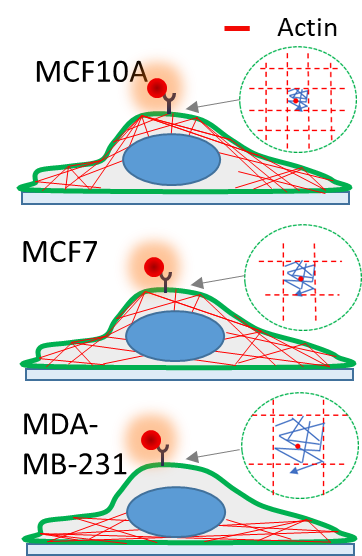 Actin
MCF10A
MCF7
MDA-
MB-231